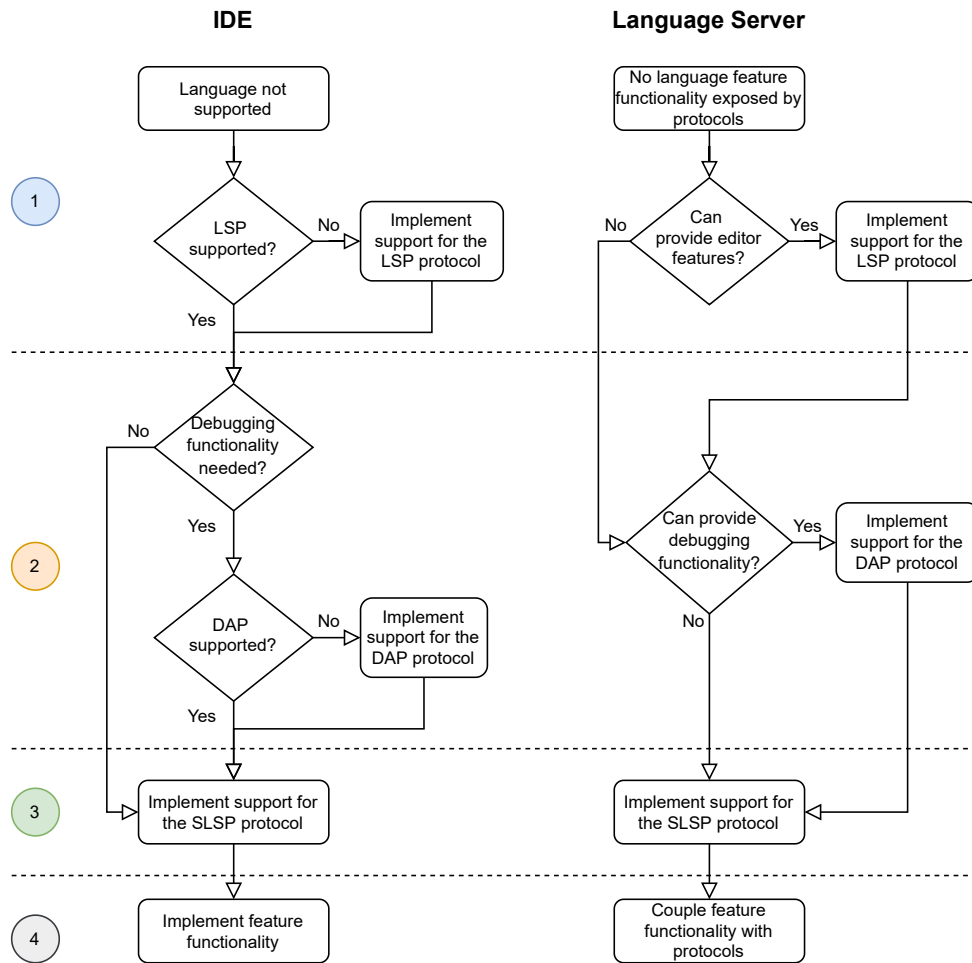 IDE
Language Server
Language not
supported
No language feature
functionality exposed by
protocols
1
LSP
supported?
No
Implement
support for the
LSP protocol
Yes
No
Can
provide editor
features?
Yes
Implement
support for the
LSP protocol
2
No
Debugging
functionality
needed?
Yes
DAP
supported?
No
Implement
support for the
DAP protocol
Yes
Can provide
debugging
functionality?
Yes
Implement
support for the
DAP protocol
No
3
Implement support for
the SLSP protocol
Implement support for
the SLSP protocol
4
Implement feature
functionality
Couple feature
functionality with
protocols